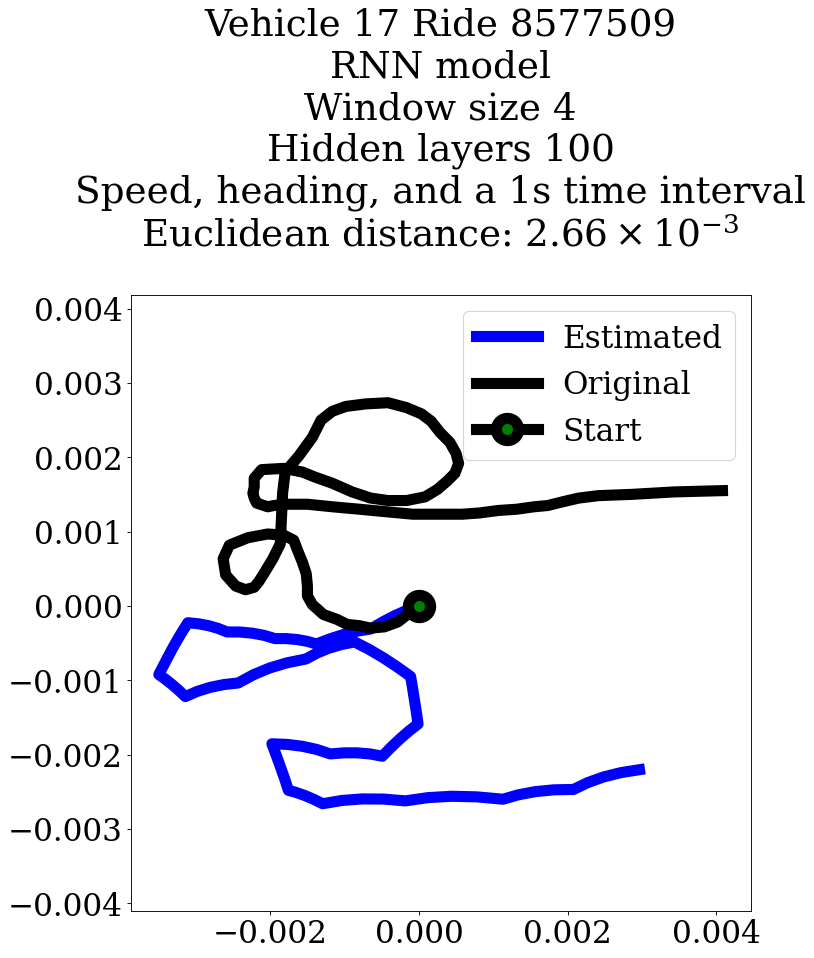 Vehicle 17 Ride 8577509
RNN model
Window size 4
Hidden layers 100
Speed, heading, and a 1s time interval
Euclidean distance: 2.66 × 10⁻³
Estimated
Original
Start
0.004
0.003
0.002
0.001
0.000
−0.001
−0.002
−0.003
−0.004
−0.002 0.000 0.002 0.004